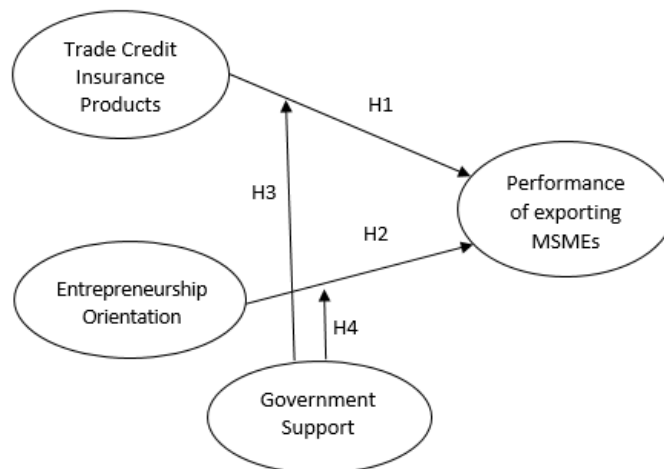 Trade Credit
Insurance
Products
H1
Performance
of exporting
MSMEs
H3
H2
Entrepreneurship
Orientation
H4
Government
Support